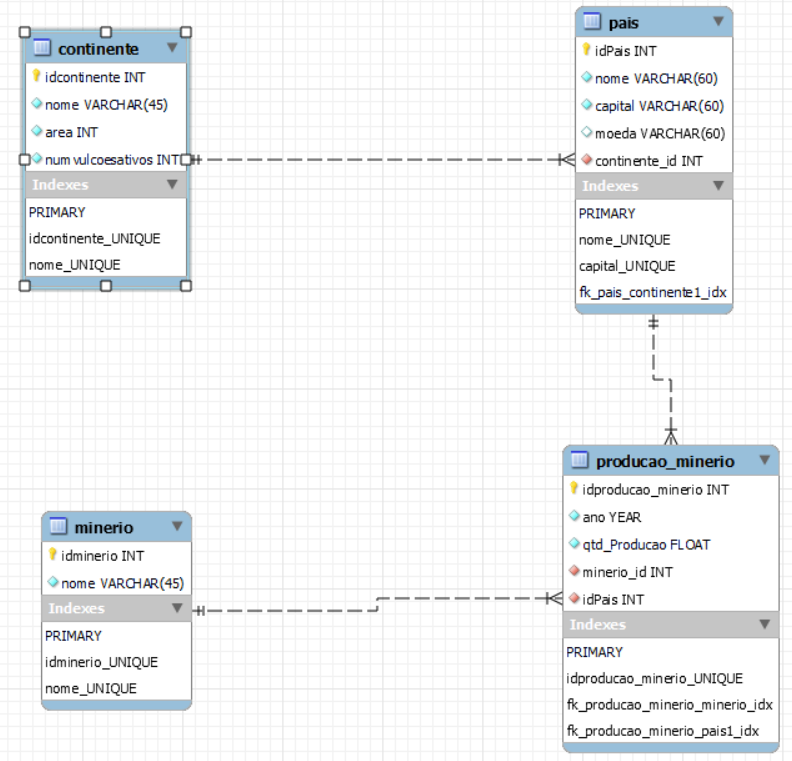 continente
idcontinente INT
nome VARCHAR(45)
area INT
numvulcoesativos INT
Indexes
PRIMARY
idcontinente_UNIQUE
nome_UNIQUE
pais
idPais INT
nome VARCHAR(60)
capital VARCHAR(60)
moeda VARCHAR(60)
continente_id INT
Indexes
PRIMARY
nome_UNIQUE
capital_UNIQUE
fk_pais_continente1_idx
minerio
idminerio INT
nome VARCHAR(45)
Indexes
PRIMARY
idminerio_UNIQUE
nome_UNIQUE
producao_minerio
idproducao_minerio INT
ano YEAR
qtd_Producao FLOAT
minerio_id INT
idPais INT
Indexes
PRIMARY
idproducao_minerio_UNIQUE
fk_producao_minerio_minerio_idx
fk_producao_minerio_pais1_idx